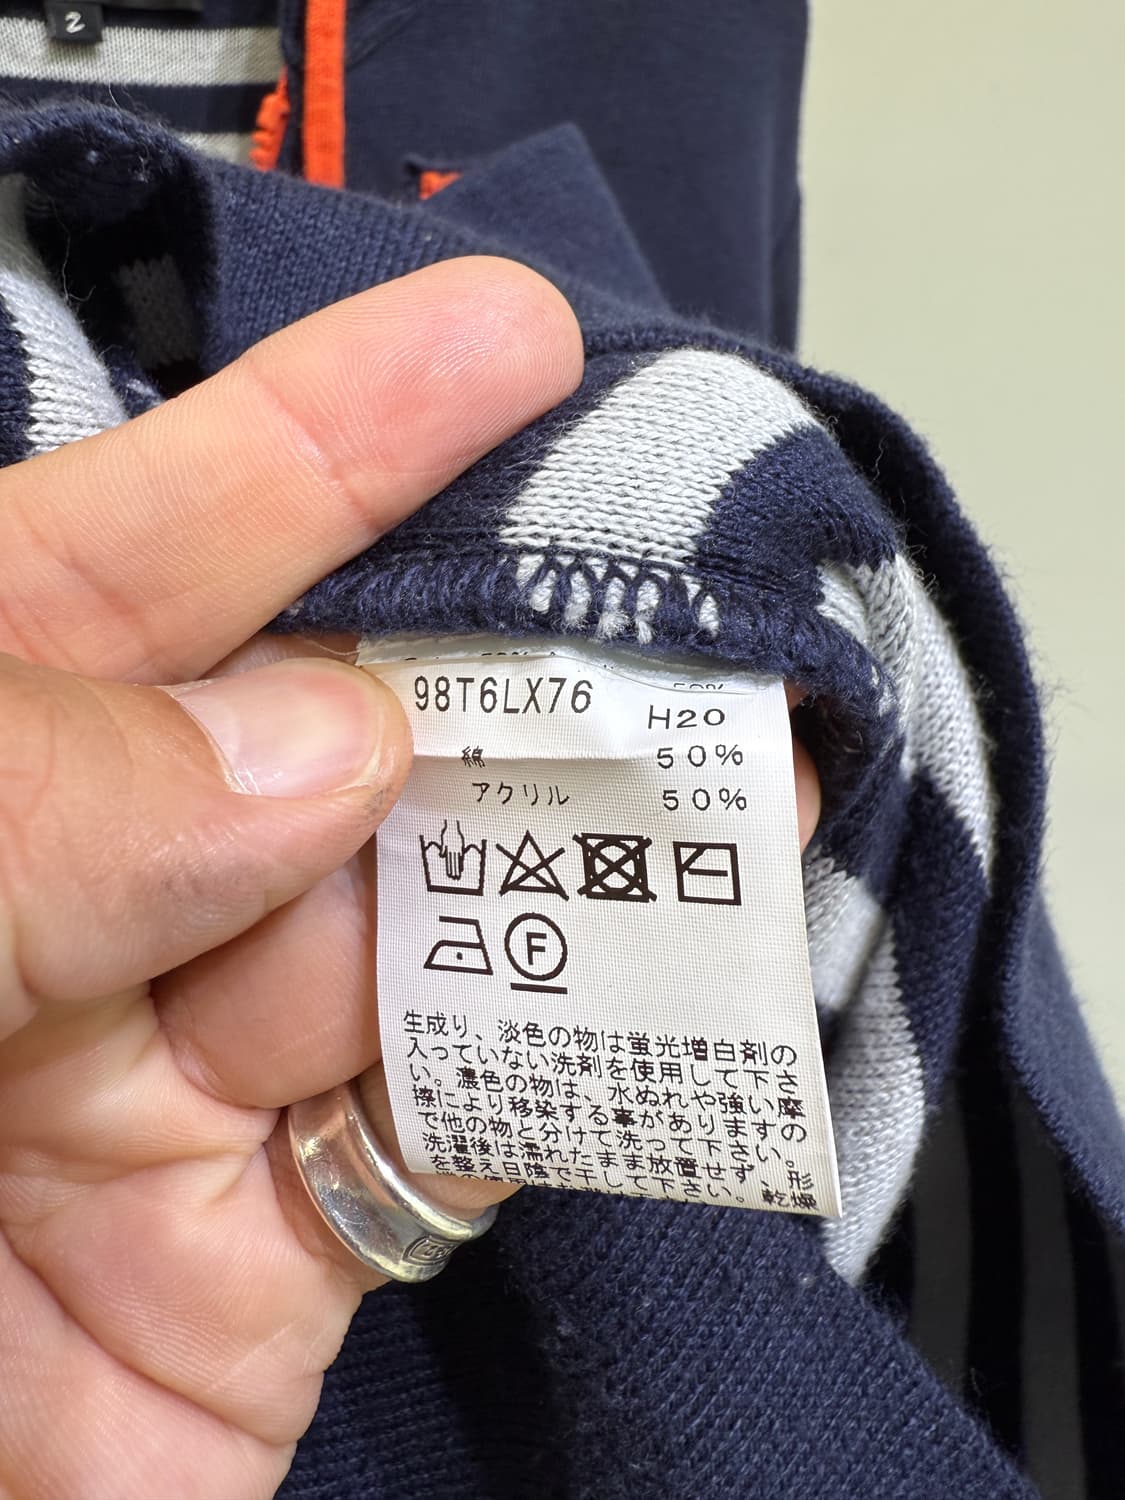 2
50%
98T6LX76
H20
綿 50%
アクリル 50%
F
生成り、淡色の物は蛍光増白剤の
入っていない洗剤を使用して下さ
い。濃色の物は、水ぬれや強い摩
擦により移染する事がありますの
で他の物と分けて洗って下さい。
洗濯後は濡れたまま放置せず、形
を整え日陰で干して下さい。乾燥